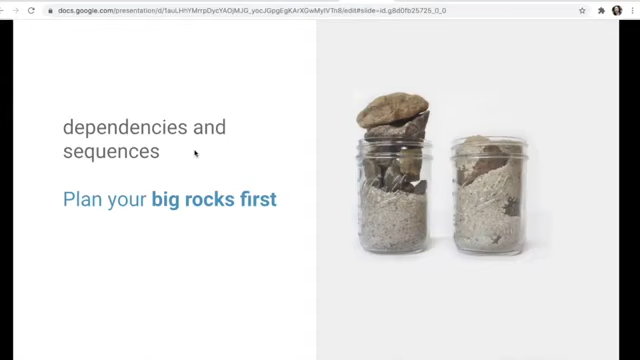 docs.google.com/presentation/d/1auLHhYMrrpDycYAOjMJG_yocJGpgEgKArXGwMyIVTn8/edit#slide=id.g8d0fb25725_0_0
dependencies and
sequences
Plan your big rocks first